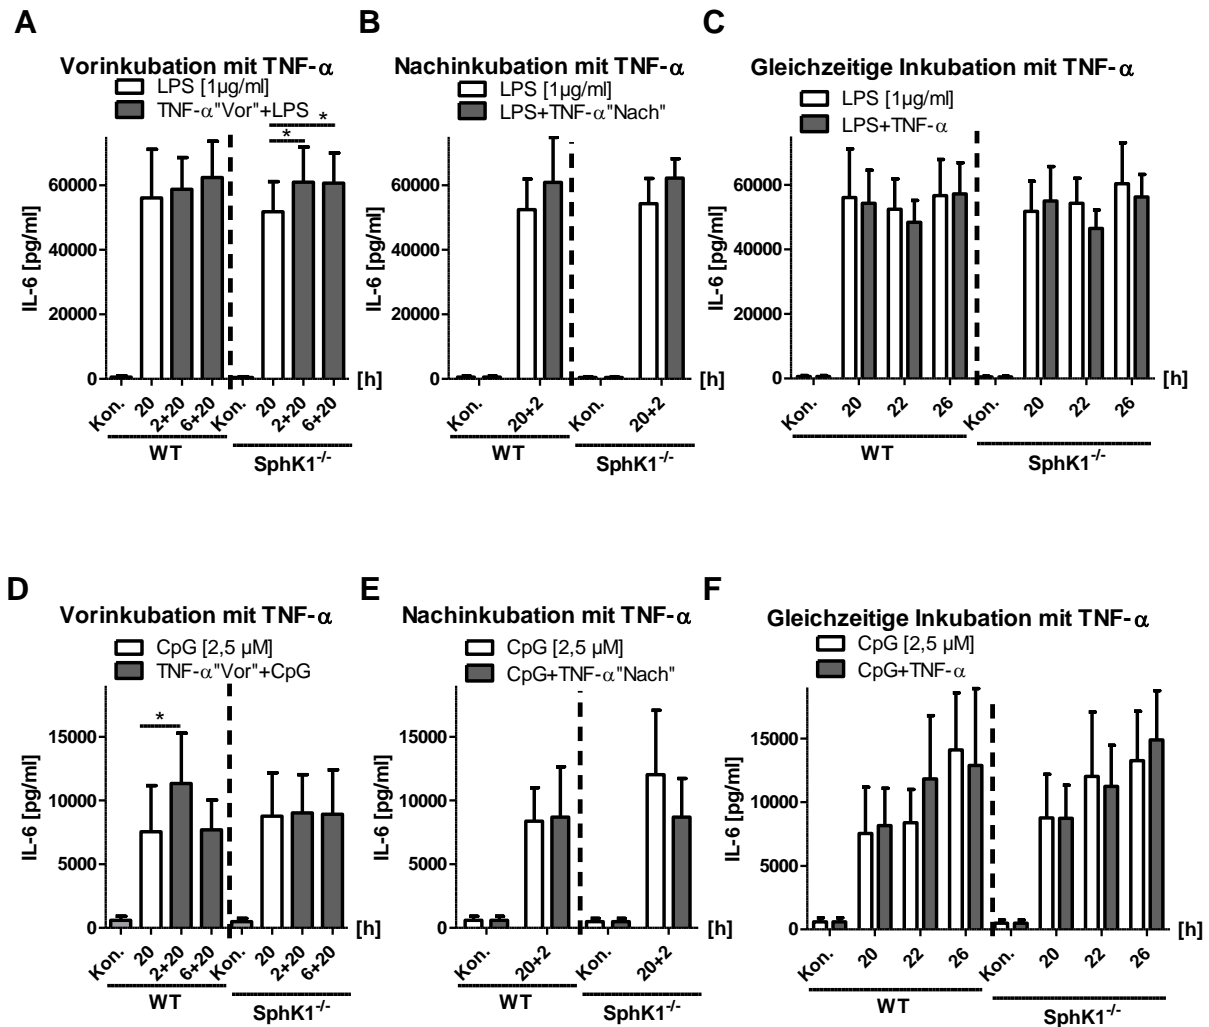 A
Vorinkubation mit TNF-α
LPS [1µg/ml]
TNF-α"Vor"+LPS
*
*
IL-6 [pg/ml]
60000
40000
20000
0
Kon. 20 2+20 6+20 Kon. 20 2+20 6+20 [h]
WT SphK1-/-
B
Nachinkubation mit TNF-α
LPS [1µg/ml]
LPS+TNF-α"Nach"
IL-6 [pg/ml]
60000
40000
20000
0
Kon. 20+2 Kon. 20+2 [h]
WT SphK1-/-
C
Gleichzeitige Inkubation mit TNF-α
LPS [1µg/ml]
LPS+TNF-α
IL-6 [pg/ml]
60000
40000
20000
0
Kon. 20 22 26 Kon. 20 22 26 [h]
WT SphK1-/-
D
Vorinkubation mit TNF-α
CpG [2,5 µM]
TNF-α"Vor"+CpG
*
IL-6 [pg/ml]
15000
10000
5000
0
Kon. 20 2+20 6+20 Kon. 20 2+20 6+20 [h]
WT SphK1-/-
E
Nachinkubation mit TNF-α
CpG [2,5 µM]
CpG+TNF-α"Nach"
IL-6 [pg/ml]
15000
10000
5000
0
Kon. 20+2 Kon. 20+2 [h]
WT SphK1-/-
F
Gleichzeitige Inkubation mit TNF-α
CpG [2,5 µM]
CpG+TNF-α
IL-6 [pg/ml]
15000
10000
5000
0
Kon. 20 22 26 Kon. 20 22 26 [h]
WT SphK1-/-